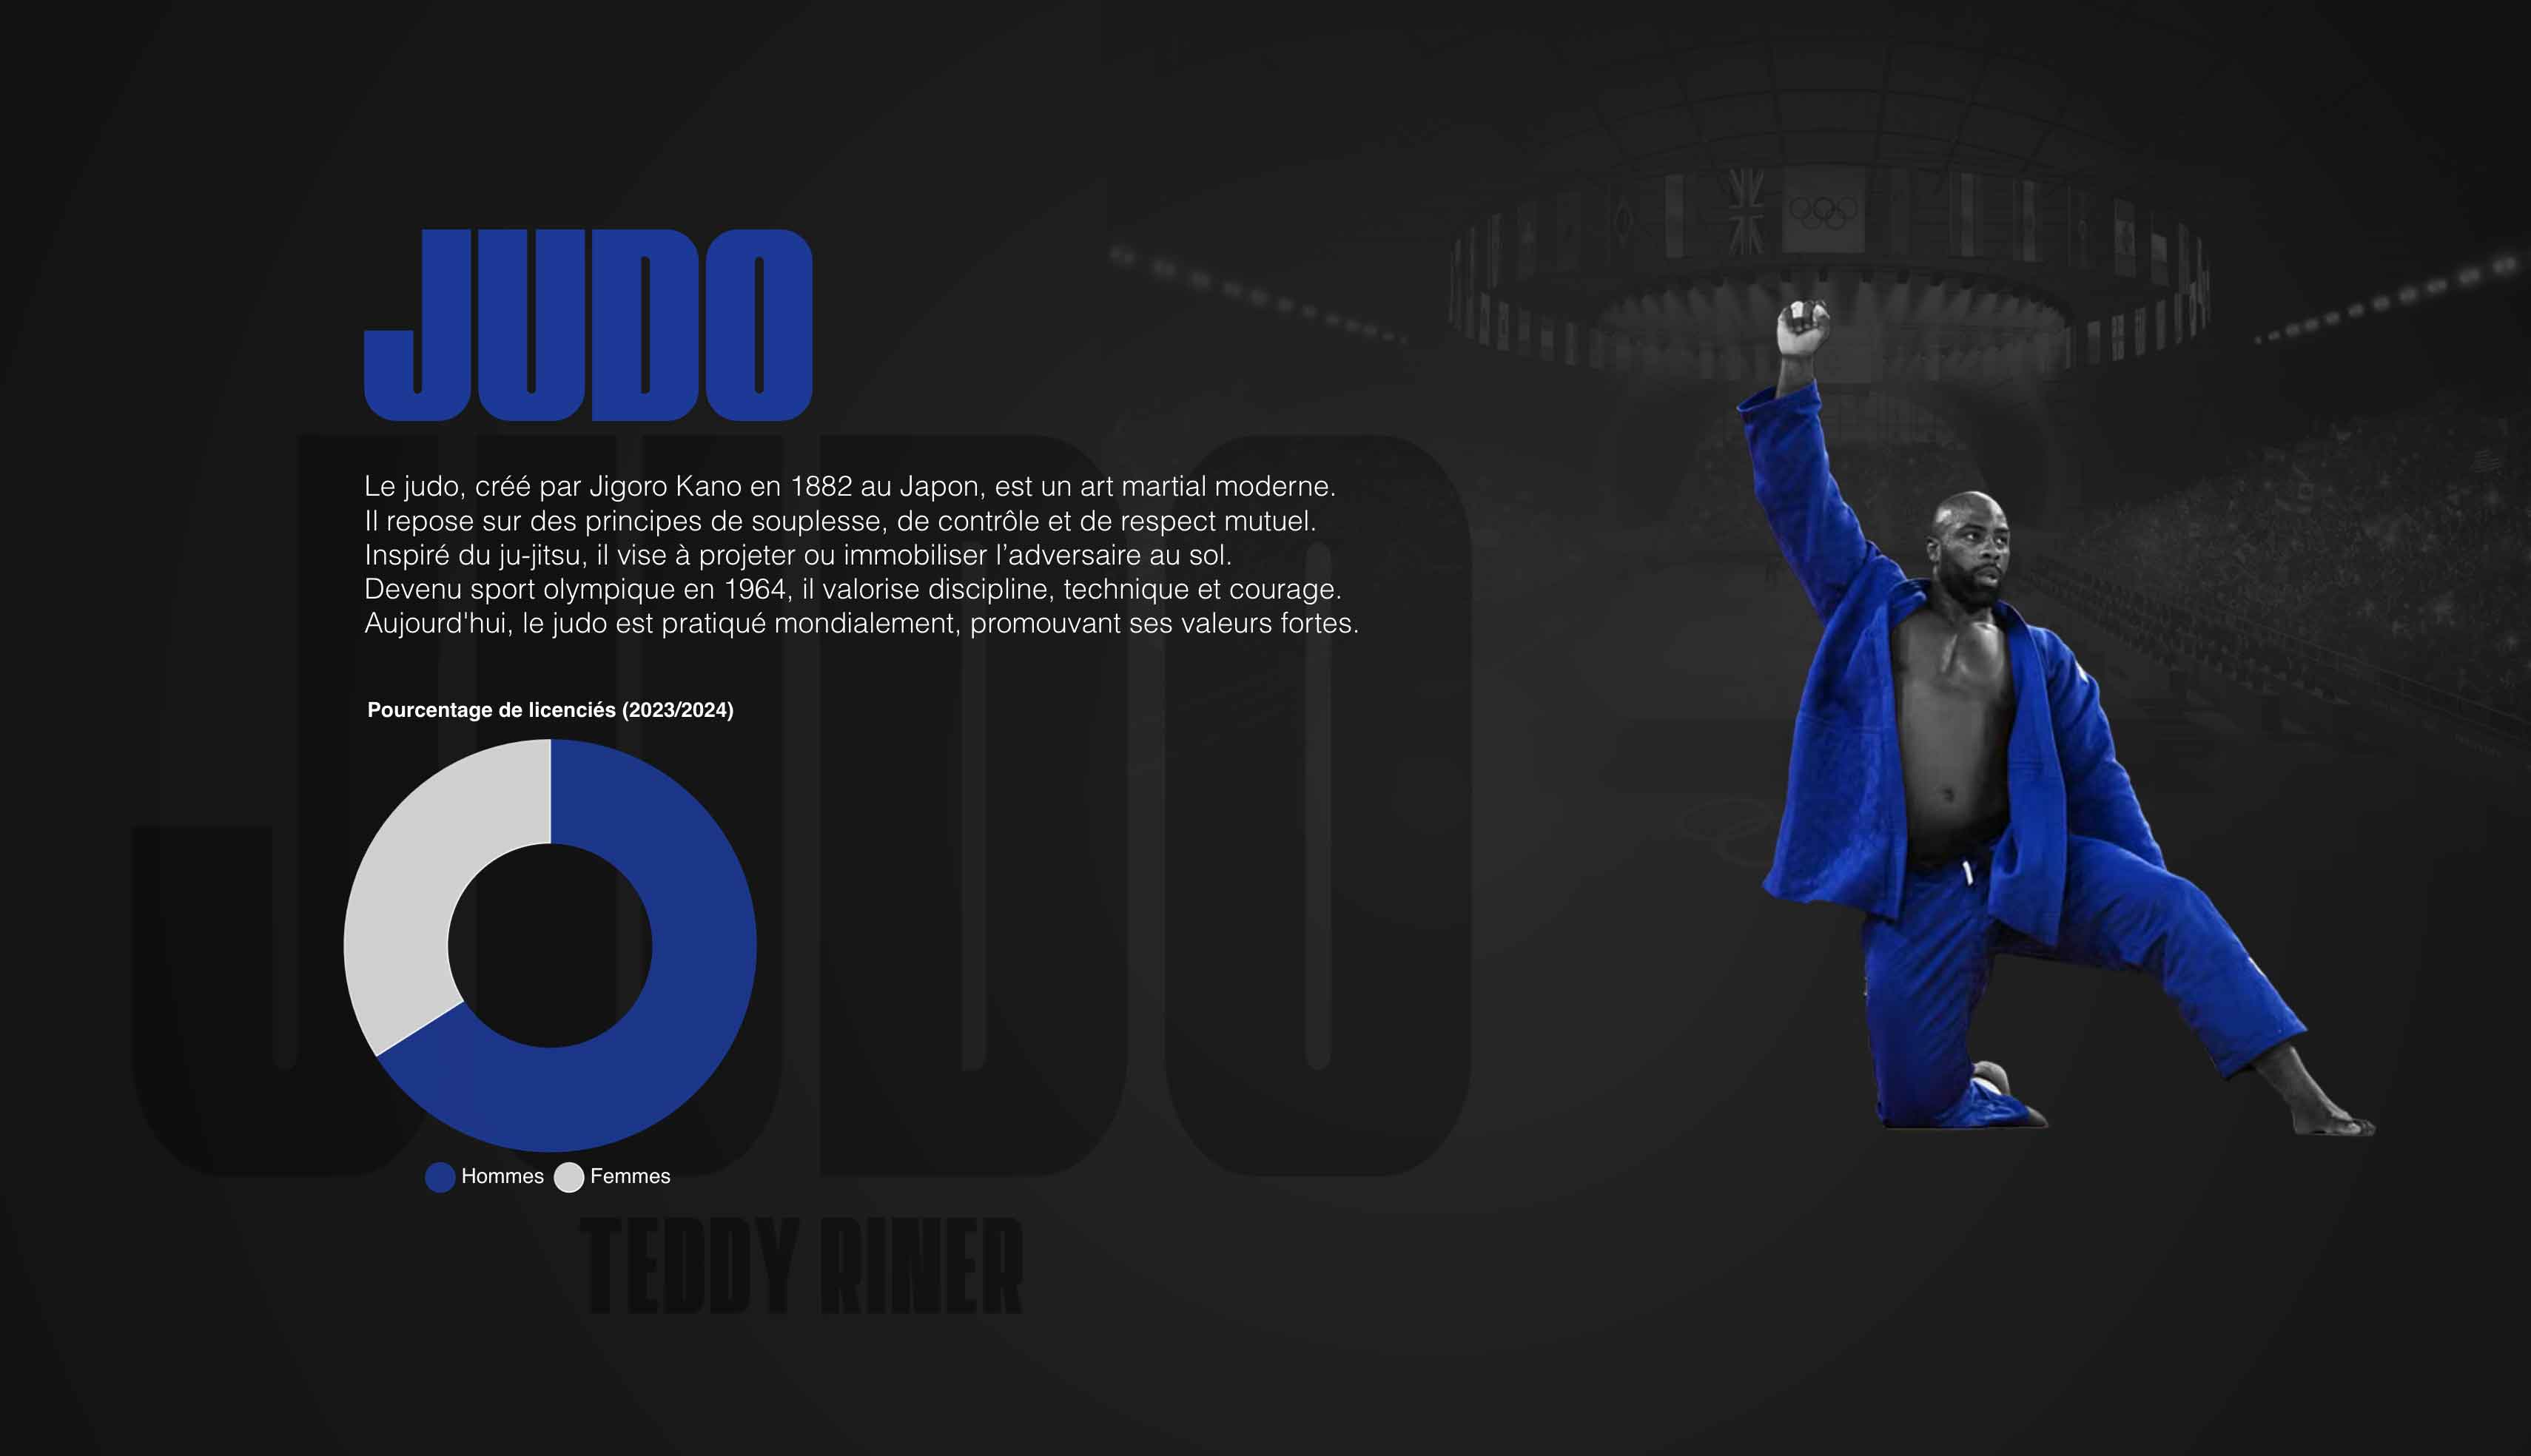 JUDO
Le judo, créé par Jigoro Kano en 1882 au Japon, est un art martial moderne.
Il repose sur des principes de souplesse, de contrôle et de respect mutuel.
Inspiré du ju-jitsu, il vise à projeter ou immobiliser l’adversaire au sol.
Devenu sport olympique en 1964, il valorise discipline, technique et courage.
Aujourd'hui, le judo est pratiqué mondialement, promouvant ses valeurs fortes.
JUDO
Pourcentage de licenciés (2023/2024)
Hommes Femmes
TEDDY RINER